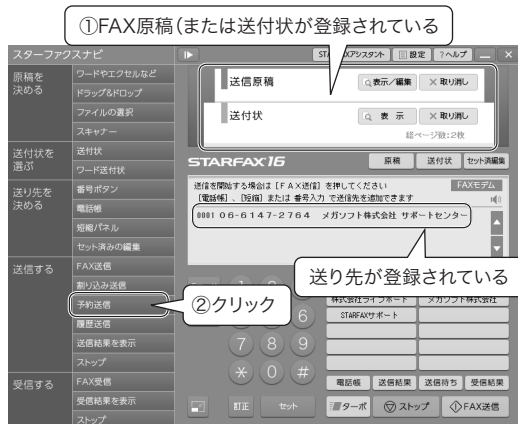 ①FAX原稿(または送付状が登録されている
スターファクスナビ
設定
?ヘルプ
原稿を
決める
ワードやエクセルなど
ドラッグ&ドロップ
ファイルの選択
スキャナー
送付状を
選ぶ
送付状
ワード送付状
送り先を
決める
番号ボタン
電話帳
短縮パネル
セット済みの編集
送信する
FAX送信
割り込み送信
予約送信
履歴送信
送信結果を表示
ストップ
受信する
FAX受信
受信結果を表示
ストップ
送信原稿
表示/編集
×取り消し
送付状
表 示
×取り消し
総ページ数:2枚
STARFAX16
原稿
送付状
セット済編集
送信を開始する場合は[FAX送信]を押してください
[電話帳]、[短縮]または 番号入力 で送信先を追加できます
FAXモデム
0001 06-6147-2764 メガソフト株式会社 サポートセンター
送り先が登録されている
②クリック
6
株式会社ライブポート
メガソフト株式会社
STARFAXサポート
7 8 9
* 0 #
電話帳
送信結果
送信待ち
受信結果
訂正
セット
ターボ
ストップ
FAX送信